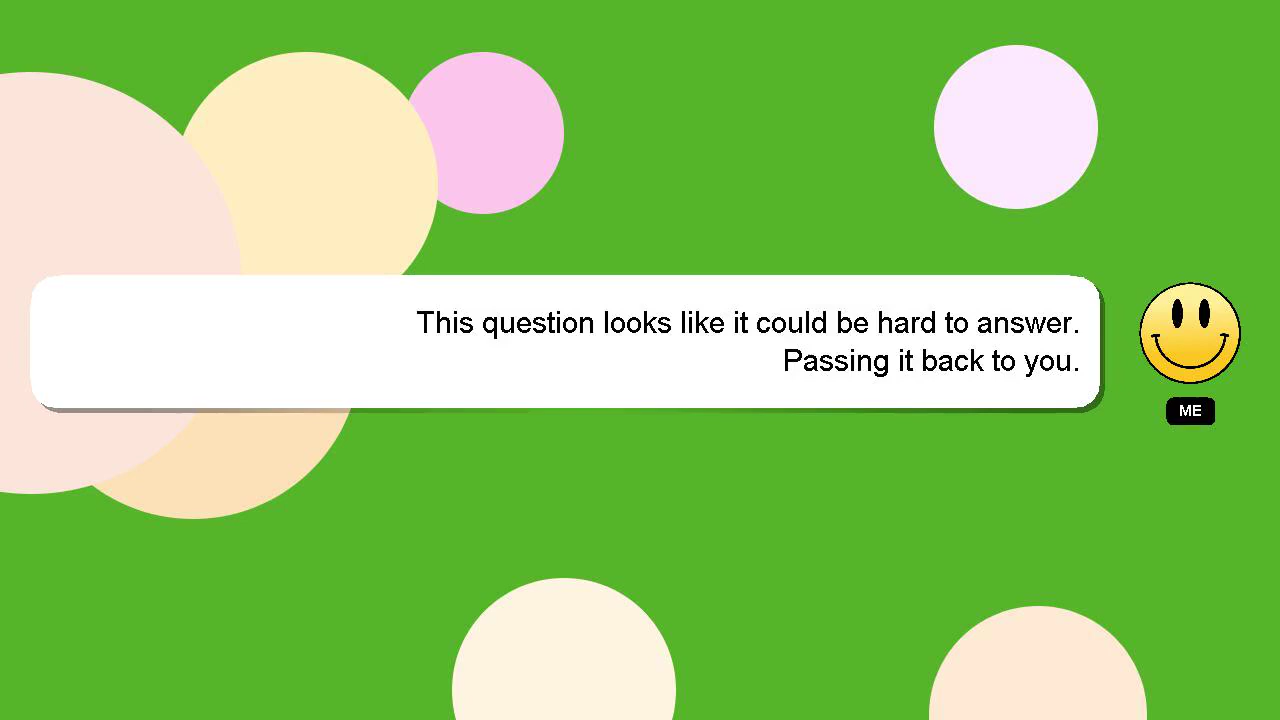 This question looks like it could be hard to answer.
Passing it back to you.
ME